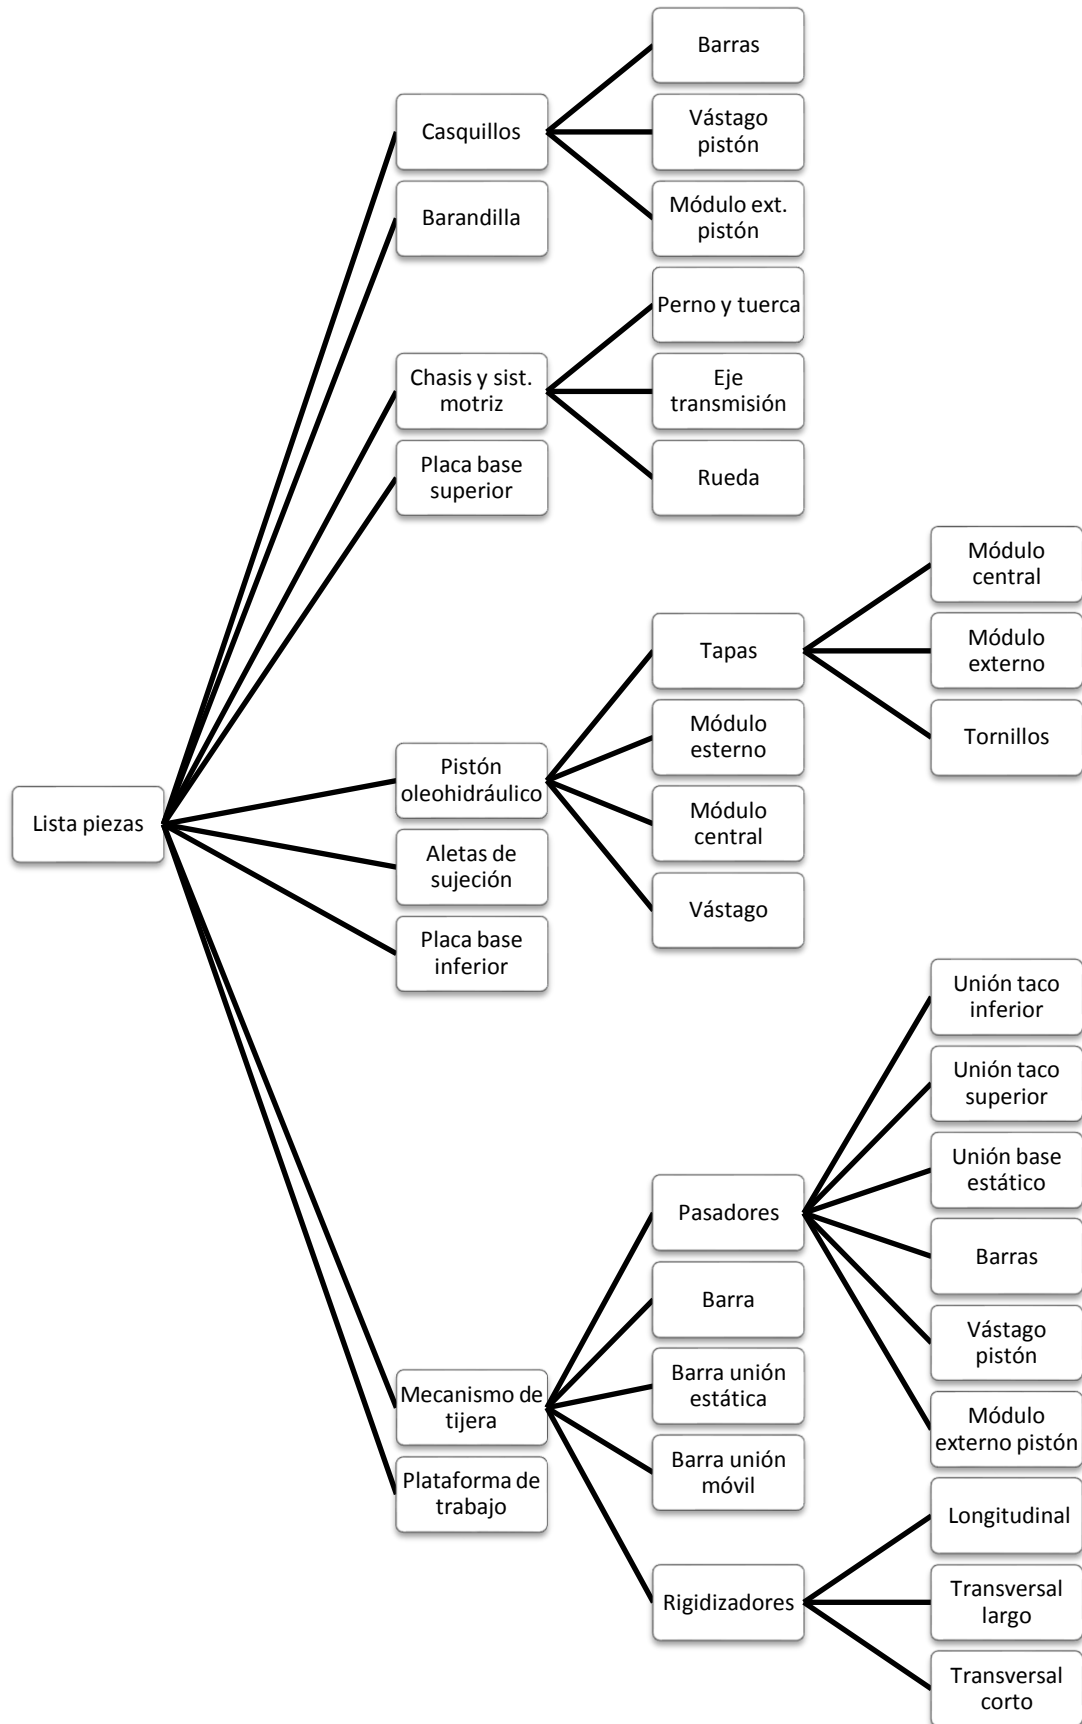 Barras
Casquillos
Vástago
pistón
Barandilla
Módulo ext.
pistón
Perno y tuerca
Chasis y sist.
motriz
Eje
transmisión
Placa base
superior
Rueda
Módulo
central
Tapas
Módulo
externo
Módulo
esterno
Tornillos
Lista piezas
Pistón
oleohidráulico
Módulo
central
Aletas de
sujeción
Vástago
Placa base
inferior
Unión taco
inferior
Unión taco
superior
Unión base
estático
Pasadores
Barras
Barra
Vástago
pistón
Mecanismo de
tijera
Barra unión
estática
Módulo
externo pistón
Plataforma de
trabajo
Barra unión
móvil
Longitudinal
Rigidizadores
Transversal
largo
Transversal
corto